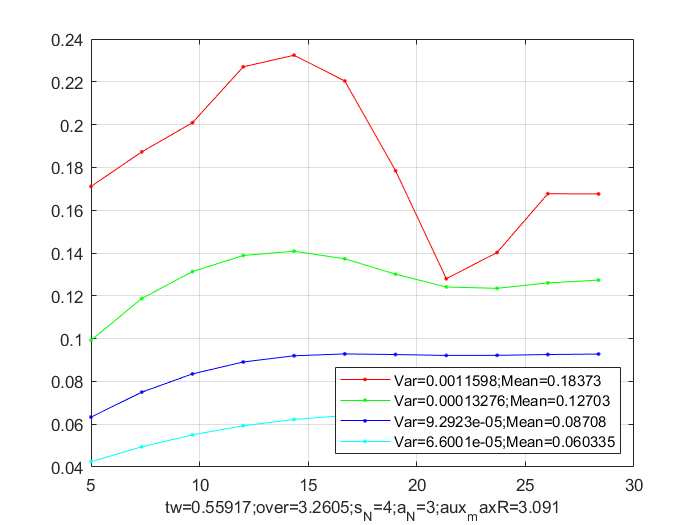 0.24
0.22
0.2
0.18
0.16
0.14
0.12
0.1
0.08
0.06
0.04
Var=0.0011598;Mean=0.18373
Var=0.00013276;Mean=0.12703
Var=9.2923e-05;Mean=0.08708
Var=6.6001e-05;Mean=0.060335
5 10 15 20 25 30
tw=0.55917;over=3.2605;s_N=4;a_N=3;aux_maxR=3.091